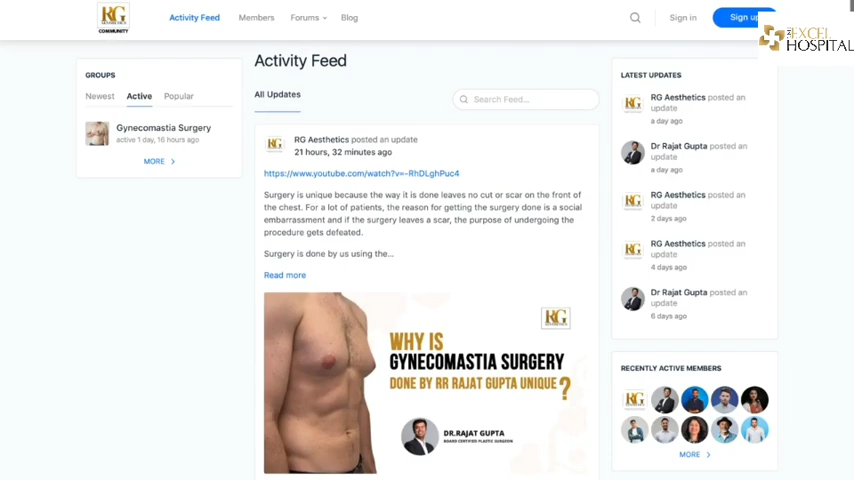 RG
AESTHETICS
COMMUNITY
Activity Feed
Members
Forums
Blog
Sign in
Sign up
EXCEL
HOSPITAL
GROUPS
Newest Active Popular
Gynecomastia Surgery
active 1 day, 16 hours ago
MORE
Activity Feed
All Updates
Search Feed...
RG Aesthetics posted an update
21 hours, 32 minutes ago
https://www.youtube.com/watch?v=-RhDLghPuc4
Surgery is unique because the way it is done leaves no cut or scar on the front of
the chest. For a lot of patients, the reason for getting the surgery done is a social
embarrassment and if the surgery leaves a scar, the purpose of undergoing the
procedure gets defeated.
Surgery is done by us using the...
Read more
RG
WHY IS
GYNECOMASTIA SURGERY
DONE BY RR RAJAT GUPTA UNIQUE?
DR.RAJAT GUPTA
BOARD CERTIFIED PLASTIC SURGEON
LATEST UPDATES
RG Aesthetics posted an
update
a day ago
Dr Rajat Gupta posted an
update
a day ago
RG Aesthetics posted an
update
2 days ago
RG Aesthetics posted an
update
4 days ago
Dr Rajat Gupta posted an
update
6 days ago
RECENTLY ACTIVE MEMBERS
MORE